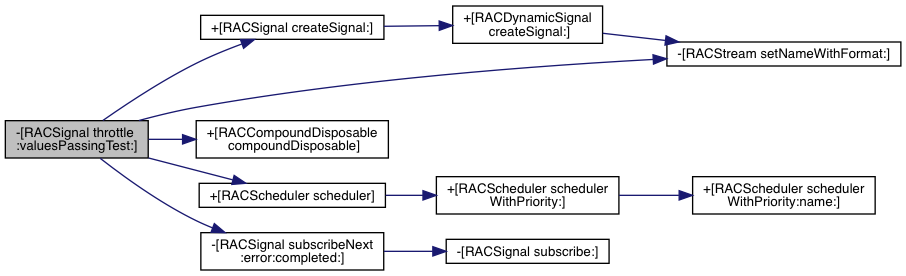 -[RACSignal throttle
:valuesPassingTest:]
+[RACSignal createSignal:]
+[RACDynamicSignal
createSignal:]
-[RACStream setNameWithFormat:]
+[RACCompoundDisposable
compoundDisposable]
+[RACScheduler scheduler]
+[RACScheduler scheduler
WithPriority:]
+[RACScheduler scheduler
WithPriority:name:]
-[RACSignal subscribeNext
:error:completed:]
-[RACSignal subscribe:]